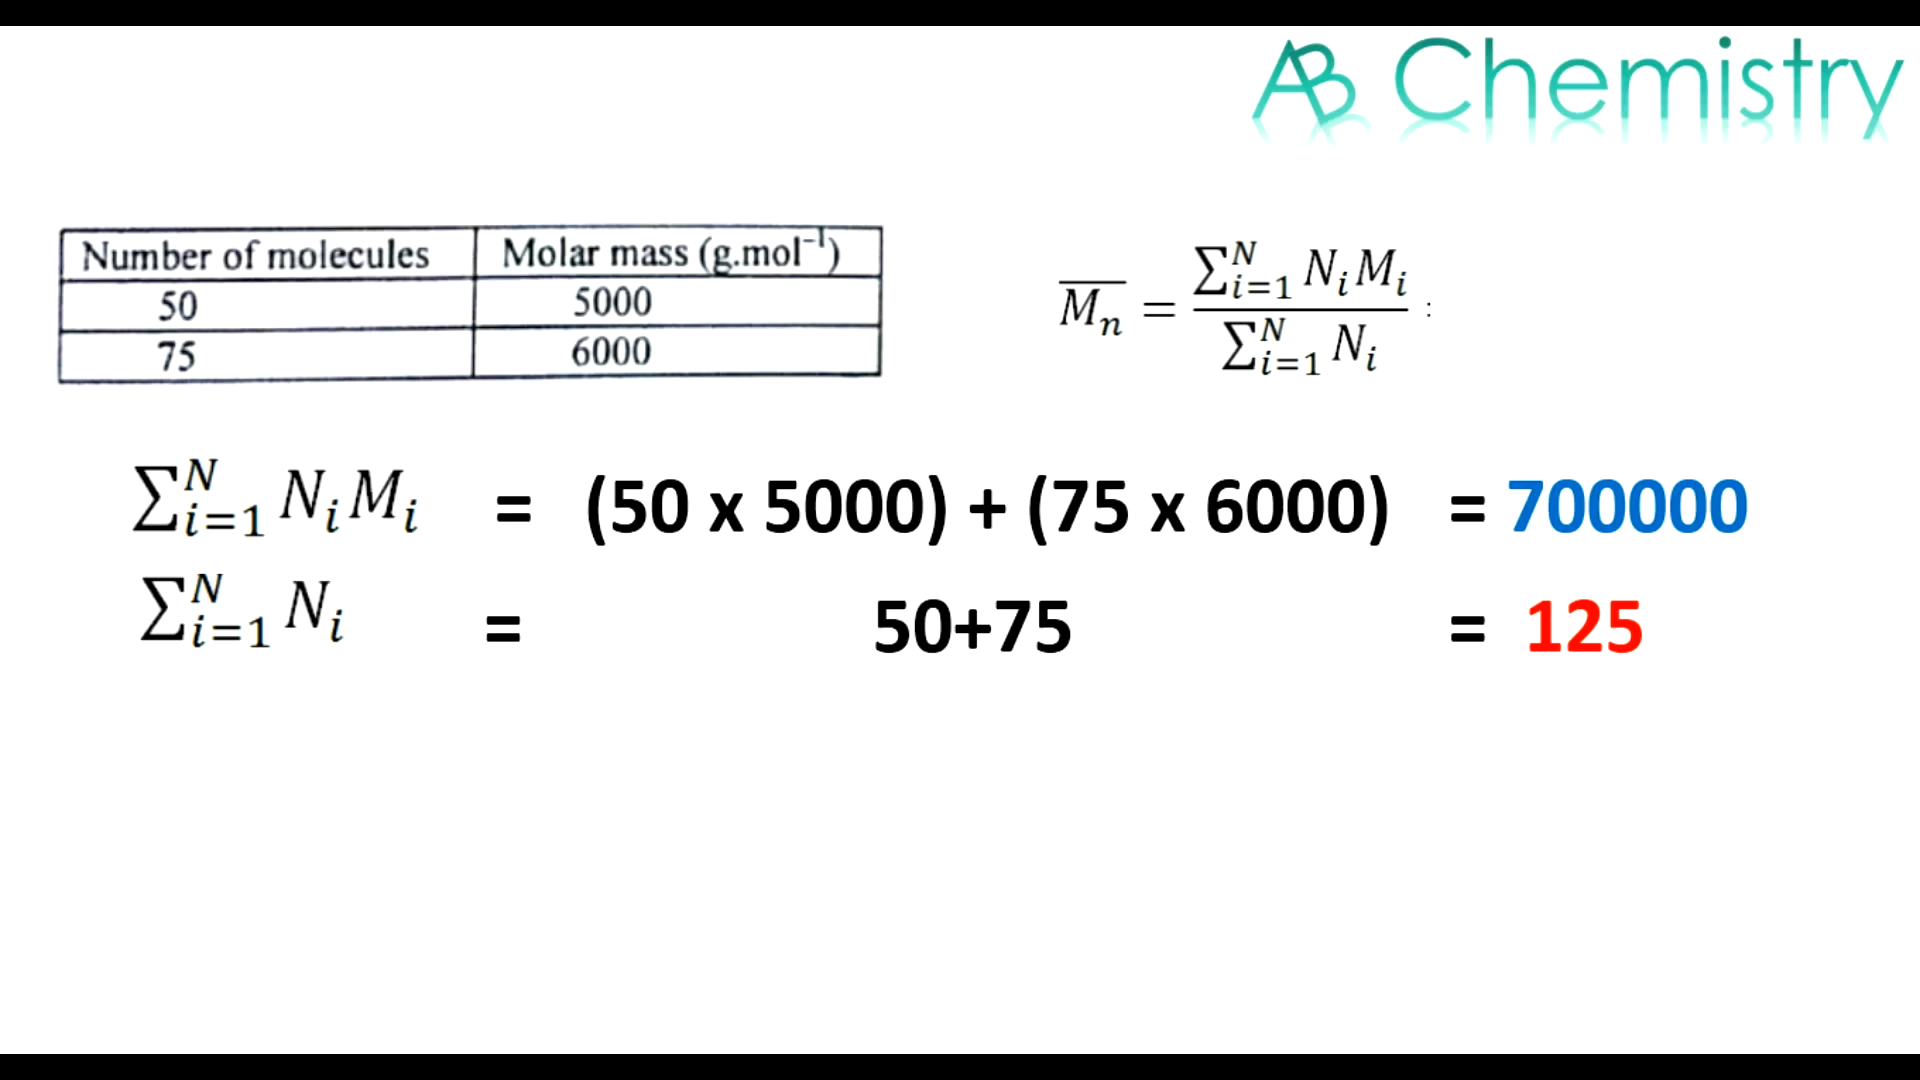 AB Chemistry
Number of molecules Molar mass (g.mol⁻¹)
50 5000
75 6000
M̅ₙ = ∑ᴺᵢ₌₁ NᵢMᵢ / ∑ᴺᵢ₌₁ Nᵢ :
∑ᴺᵢ₌₁ NᵢMᵢ = (50 x 5000) + (75 x 6000) = 700000
∑ᴺᵢ₌₁ Nᵢ = 50+75 = 125